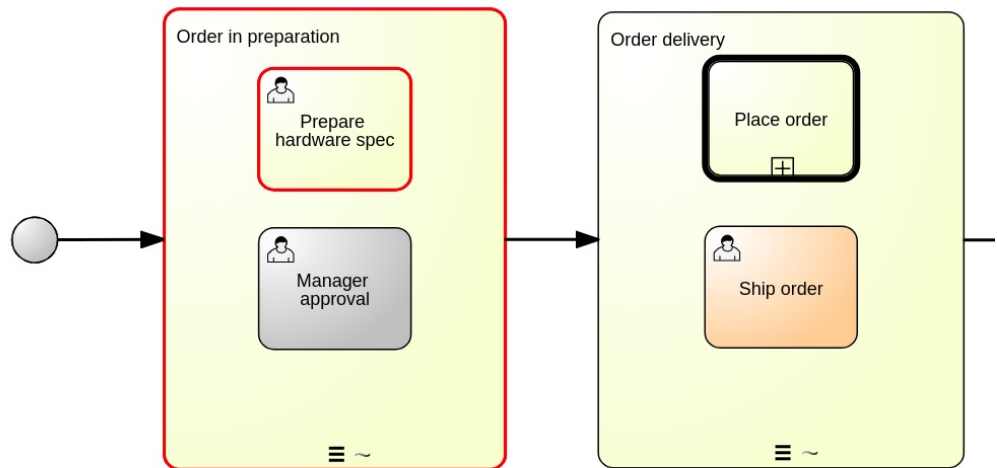 Order in preparation
Prepare
hardware spec
Manager
approval
Order delivery
Place order
Ship order